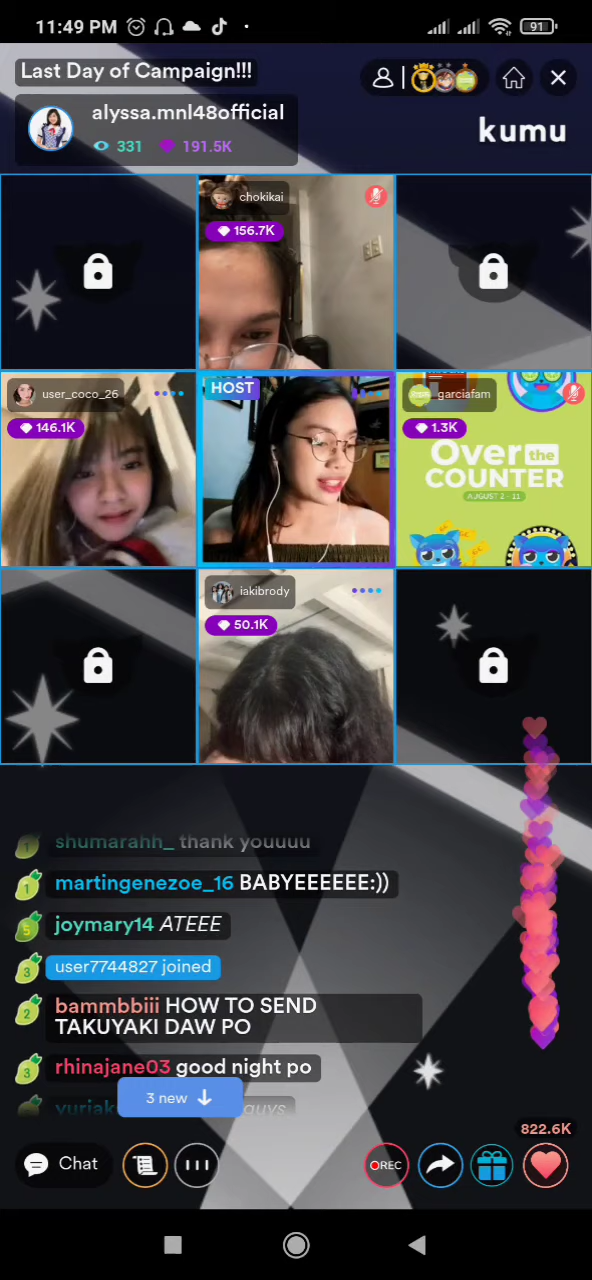 11:49 PM
91
Last Day of Campaign!!!
alyssa.mnl48official
331
191.5K
kumu
chokikai
156.7K
user_coco_26
146.1K
HOST
garciafam
1.3K
Over the
COUNTER
AUGUST 2 - 11
iakibrody
50.1K
1 shumarahh_ thank youuuu
1 martingenezoe_16 BABYEEEEEE:))
5 joymary14 ATEEE
3 user7744827 joined
2 bammbbiii HOW TO SEND
TAKUYAKI DAW PO
3 rhinajane03 good night po
yuriak guys
3 new
822.6K
Chat
REC